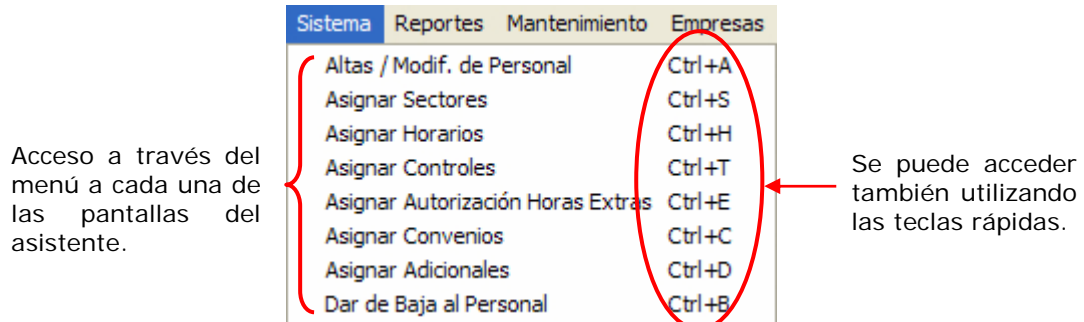 Sistema Reportes Mantenimiento Empresas
Altas / Modif. de Personal Ctrl+A
Asignar Sectores Ctrl+S
Asignar Horarios Ctrl+H
Asignar Controles Ctrl+T
Asignar Autorización Horas Extras Ctrl+E
Asignar Convenios Ctrl+C
Asignar Adicionales Ctrl+D
Dar de Baja al Personal Ctrl+B
Acceso a través del
menú a cada una de
las pantallas del
asistente.
Se puede acceder
también utilizando
las teclas rápidas.